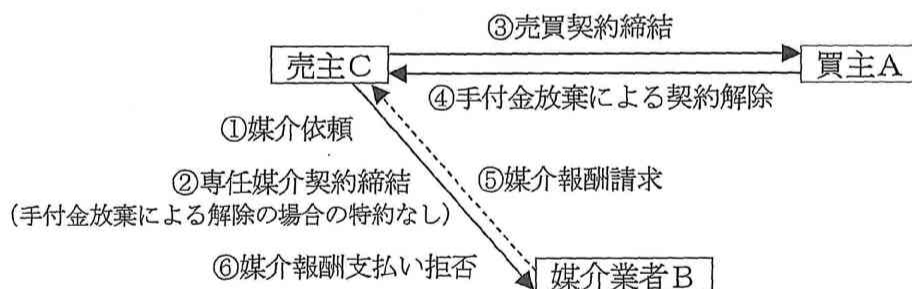 ③売買契約締結
売主C
買主A
④手付金放棄による契約解除
①媒介依頼
②専任媒介契約締結
⑤媒介報酬請求
(手付金放棄による解除の場合の特約なし)
⑥媒介報酬支払い拒否
媒介業者B